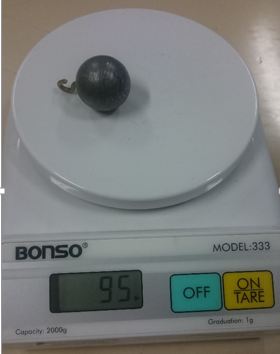 BONSO® MODEL:333
95
OFF
ON
TARE
Capacity: 2000g Graduation: 1g